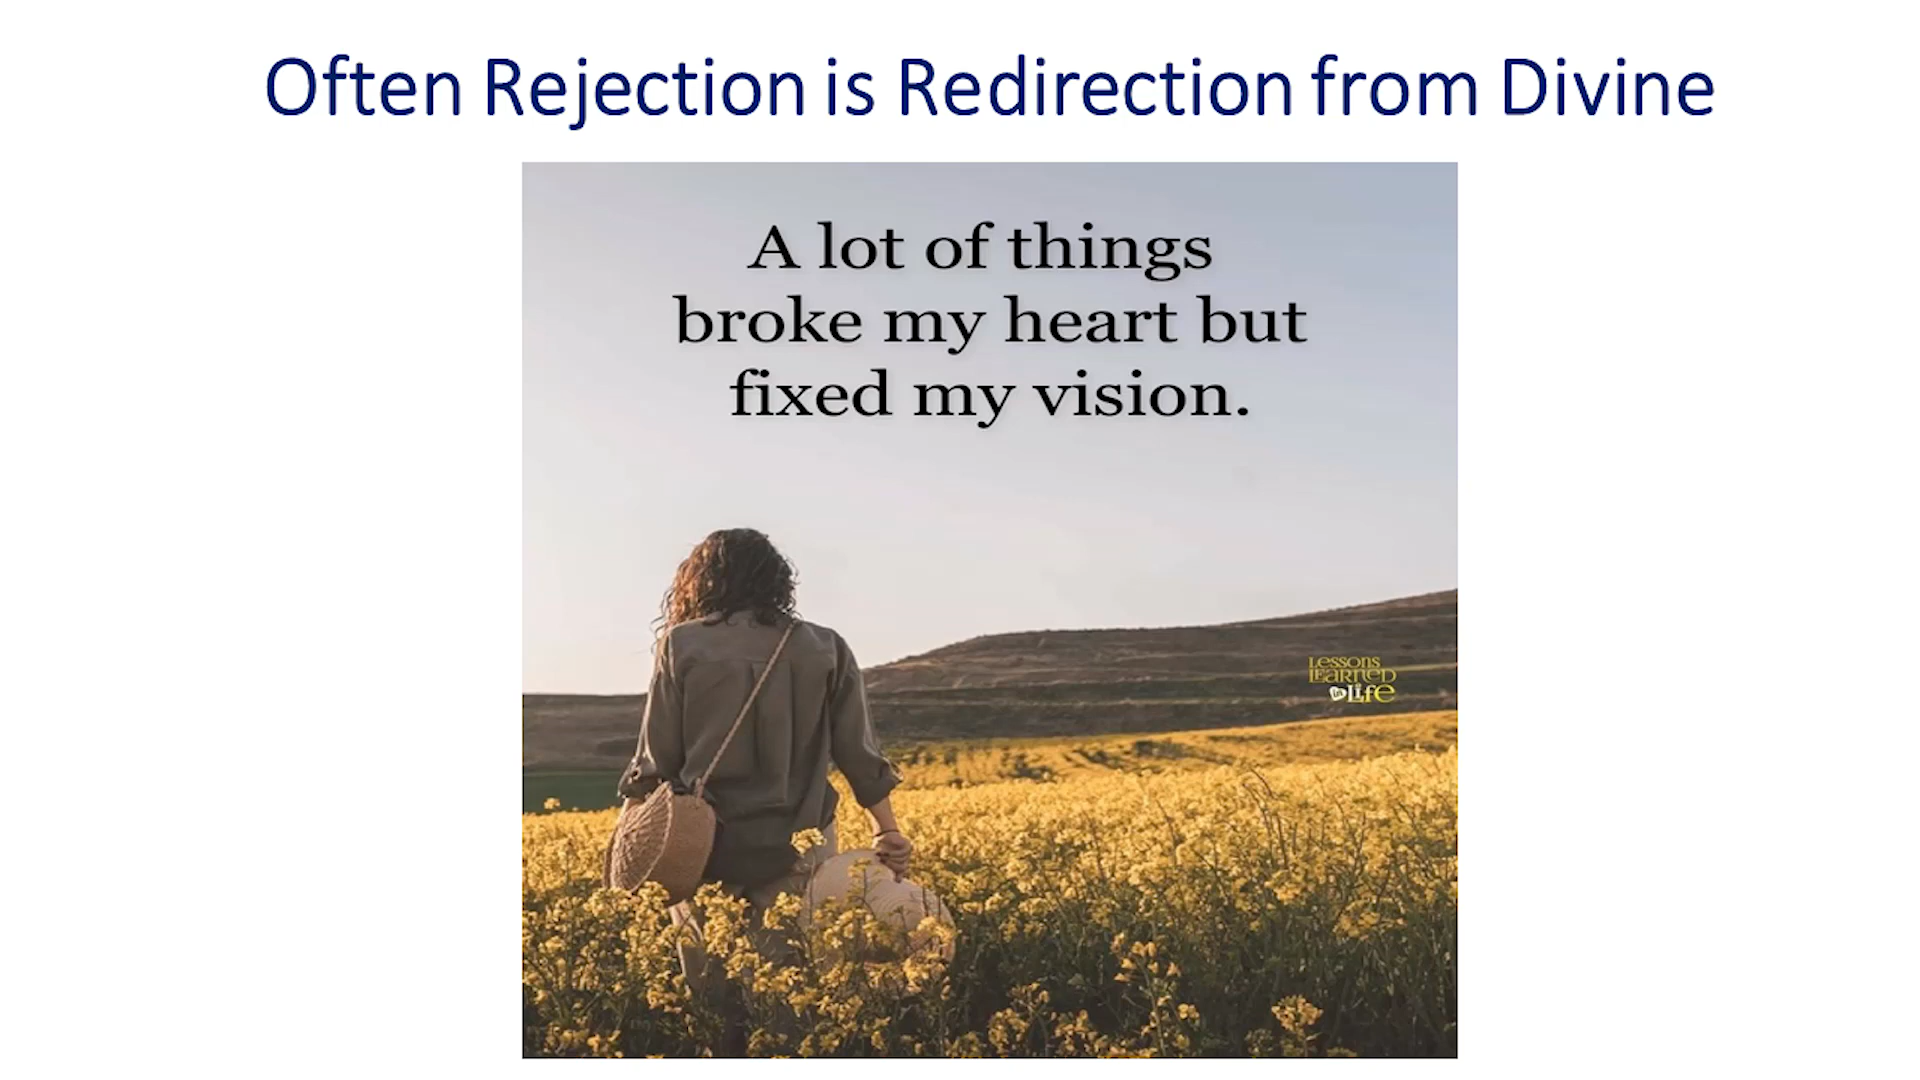 Often Rejection is Redirection from Divine
A lot of things
broke my heart but
fixed my vision.
LESSONS
LEARNED
in Life